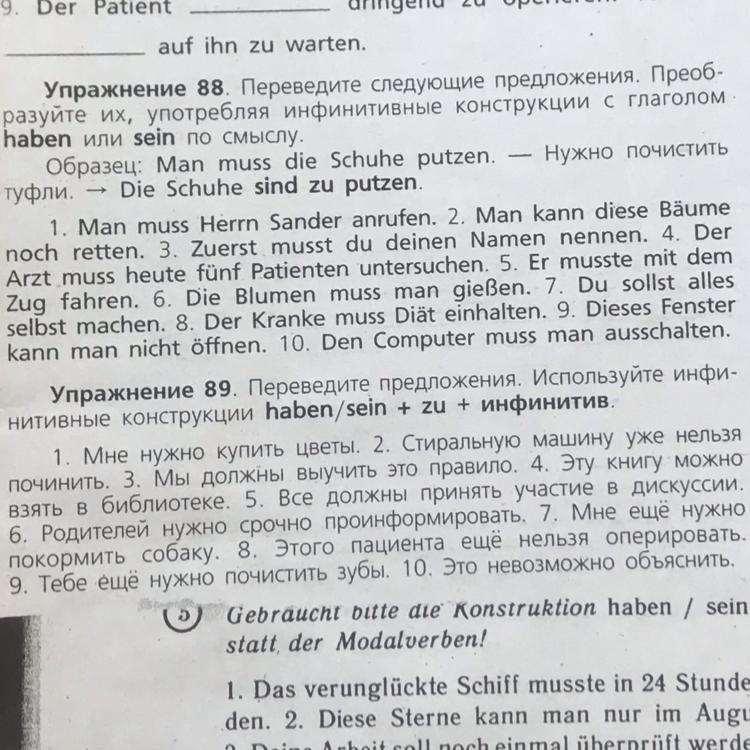 9. Der Patient __________ dringend zu
__________ auf ihn zu warten.
Упражнение 88. Переведите следующие предложения. Преоб-
разуйте их, употребляя инфинитивные конструкции с глаголом
haben или sein по смыслу.
Образец: Man muss die Schuhe putzen. — Нужно почистить
туфли. → Die Schuhe sind zu putzen.
1. Man muss Herrn Sander anrufen. 2. Man kann diese Bäume
noch retten. 3. Zuerst musst du deinen Namen nennen. 4. Der
Arzt muss heute fünf Patienten untersuchen. 5. Er musste mit dem
Zug fahren. 6. Die Blumen muss man gießen. 7. Du sollst alles
selbst machen. 8. Der Kranke muss Diät einhalten. 9. Dieses Fenster
kann man nicht öffnen. 10. Den Computer muss man ausschalten.
Упражнение 89. Переведите предложения. Используйте инфи-
нитивные конструкции haben/sein + zu + инфинитив.
1. Мне нужно купить цветы. 2. Стиральную машину уже нельзя
починить. 3. Мы должны выучить это правило. 4. Эту книгу можно
взять в библиотеке. 5. Все должны принять участие в дискуссии.
6. Родителей нужно срочно проинформировать. 7. Мне ещё нужно
покормить собаку. 8. Этого пациента ещё нельзя оперировать.
9. Тебе ещё нужно почистить зубы. 10. Это невозможно объяснить.
5 Gebraucht bitte die Konstruktion haben / sein
statt der Modalverben!
1. Das verunglückte Schiff musste in 24 Stunde
den. 2. Diese Sterne kann man nur im Augu
Arbeit soll noch einmal überprüft werde